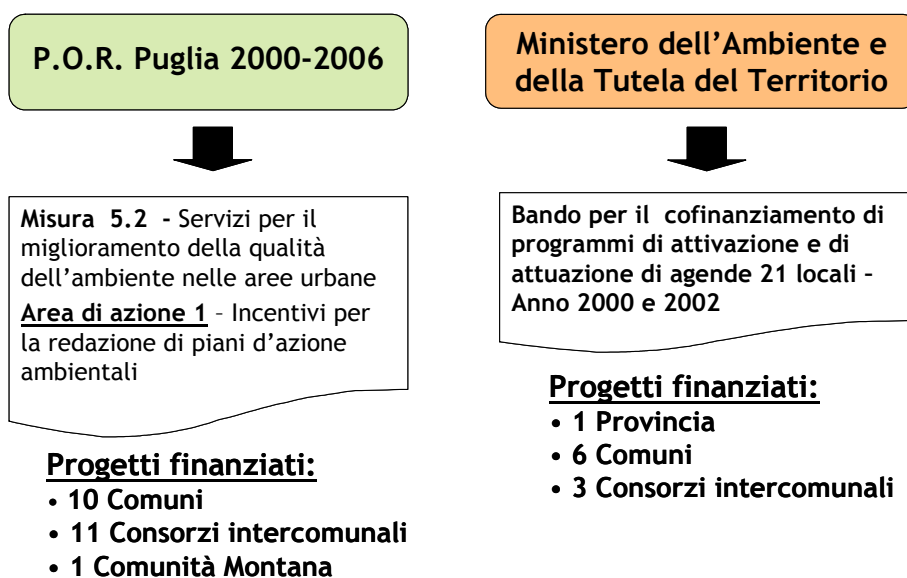 P.O.R. Puglia 2000-2006
Misura 5.2 - Servizi per il
miglioramento della qualità
dell'ambiente nelle aree urbane
Area di azione 1 – Incentivi per
la redazione di piani d'azione
ambientali
Progetti finanziati:
• 10 Comuni
• 11 Consorzi intercomunali
• 1 Comunità Montana
Ministero dell'Ambiente e
della Tutela del Territorio
Bando per il cofinanziamento di
programmi di attivazione e di
attuazione di agende 21 locali –
Anno 2000 e 2002
Progetti finanziati:
• 1 Provincia
• 6 Comuni
• 3 Consorzi intercomunali